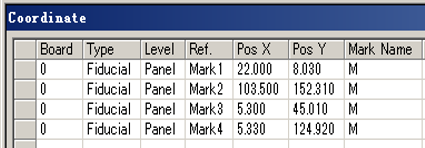 Coordinate
Board Type Level Ref. Pos X Pos Y Mark Name
0 Fiducial Panel Mark1 22.000 8.030 M
0 Fiducial Panel Mark2 103.500 152.310 M
0 Fiducial Panel Mark3 5.300 45.010 M
0 Fiducial Panel Mark4 5.330 124.920 M